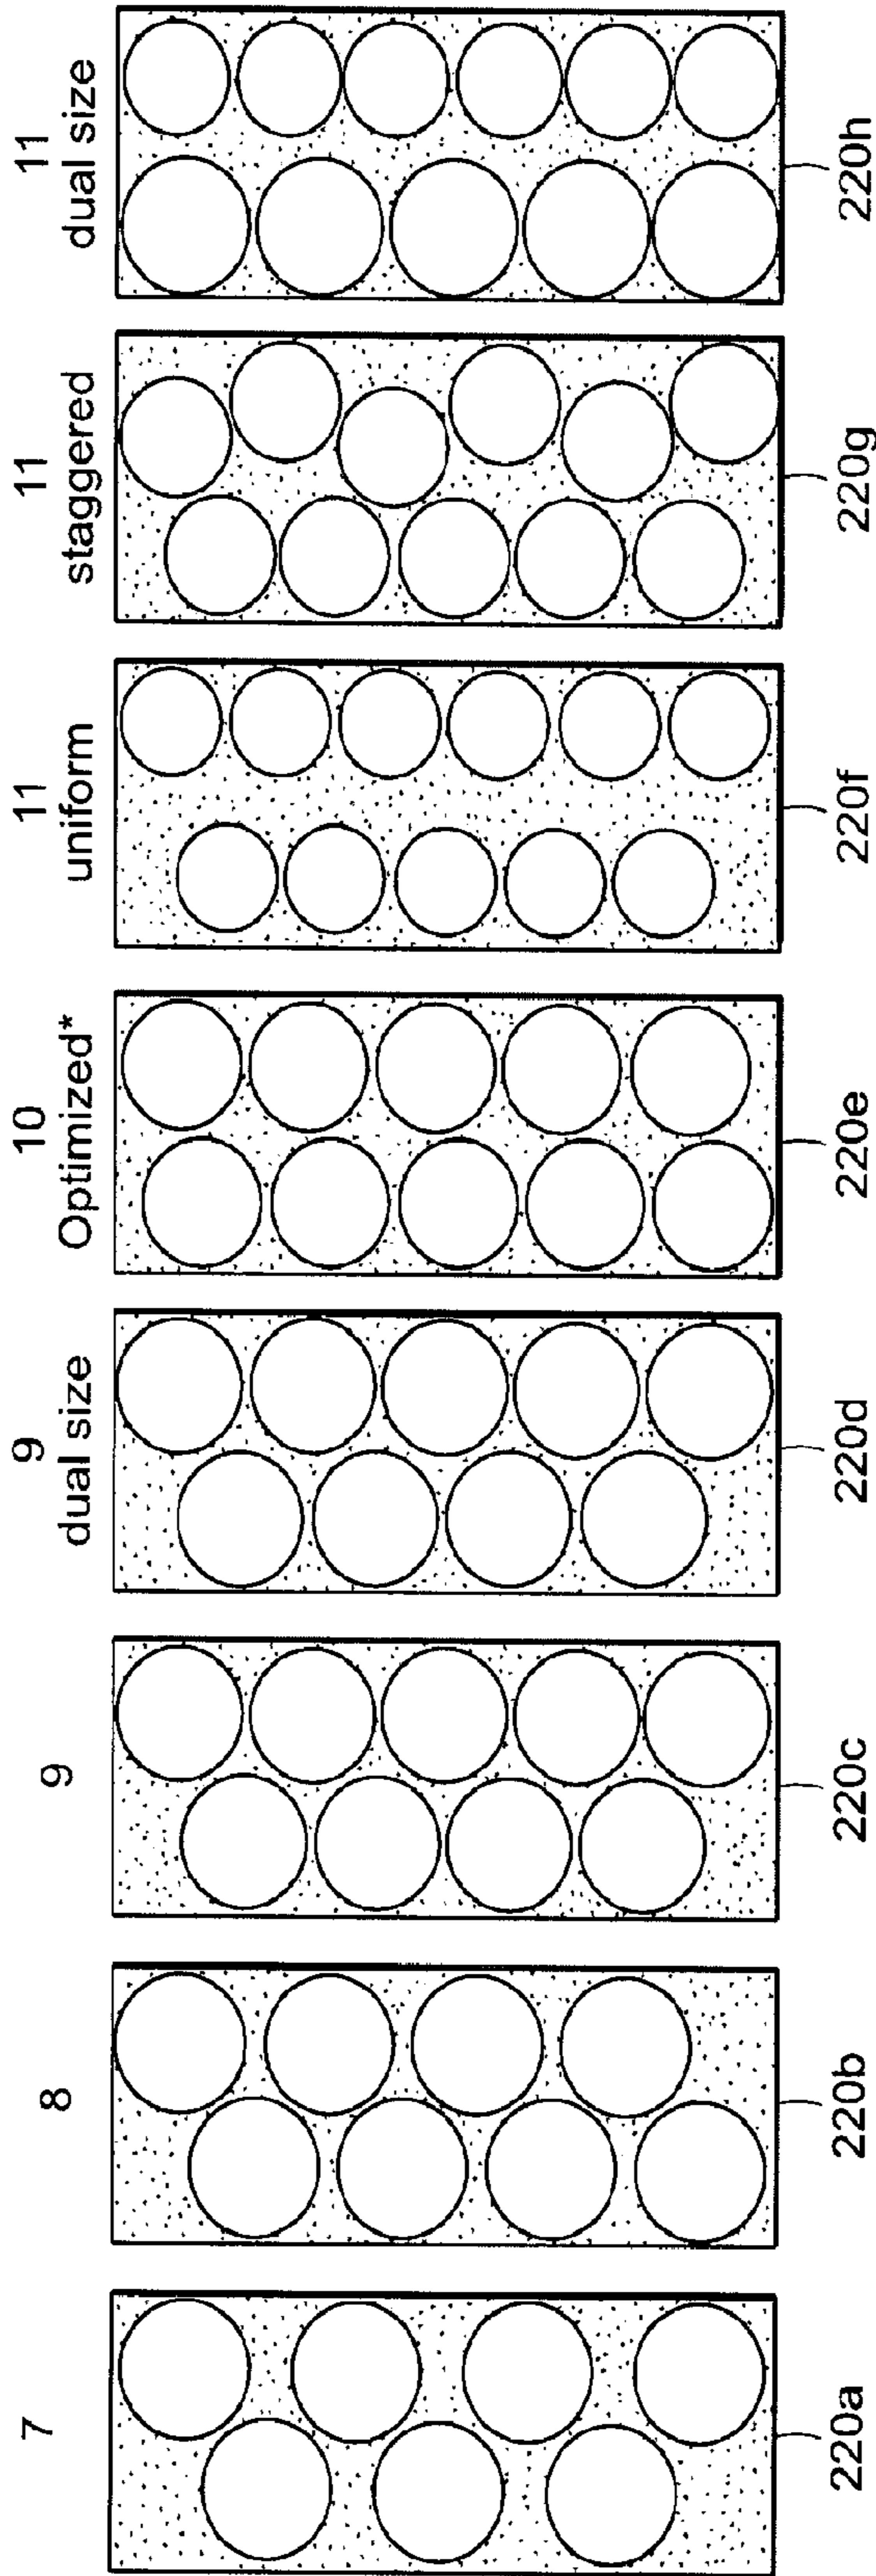 7
8
9
9
dual size
10
Optimized*
11
uniform
11
staggered
11
dual size
220a
220b
220c
220d
220e
220f
220g
220h